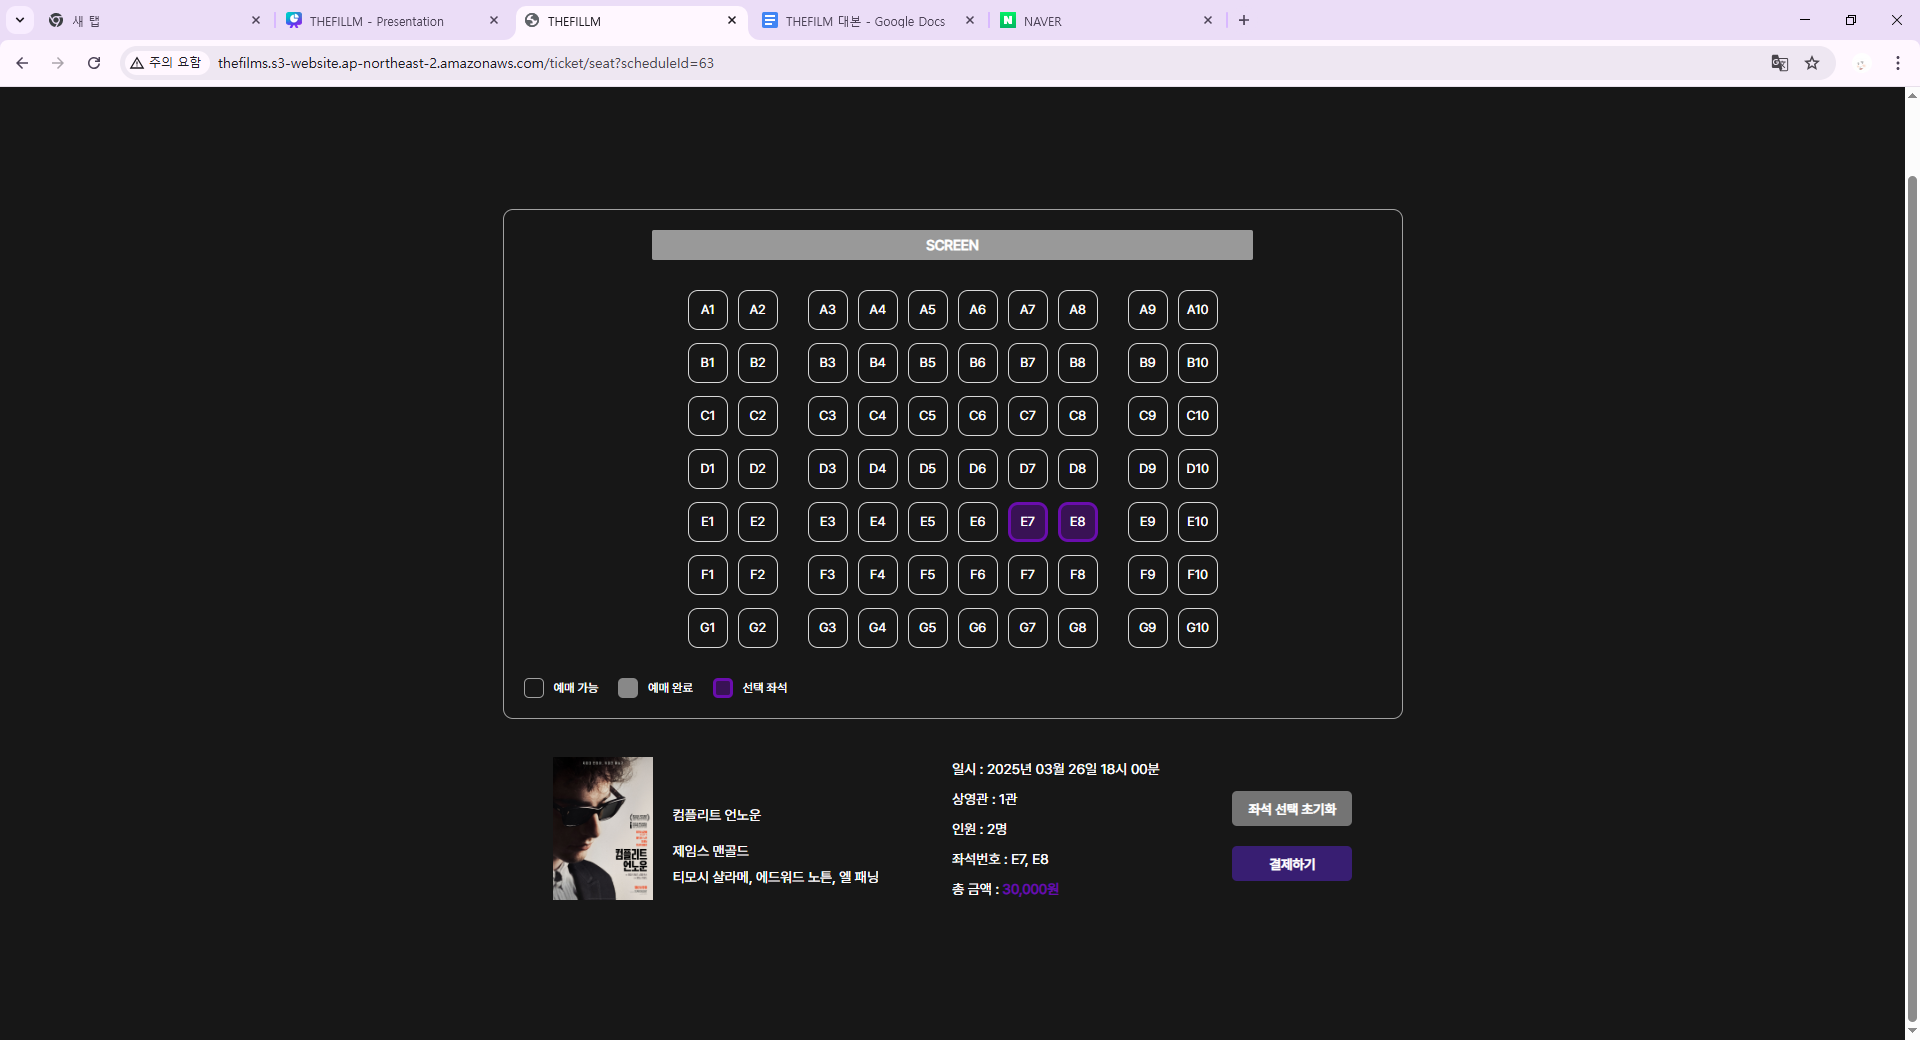 새 탭
THEFILLM - Presentation
THEFILLM
THEFILM 대본 - Google Docs
NAVER
주의 요함
thefilms.s3-website.ap-northeast-2.amazonaws.com/ticket/seat?scheduleId=63
SCREEN
A1 A2 A3 A4 A5 A6 A7 A8 A9 A10
B1 B2 B3 B4 B5 B6 B7 B8 B9 B10
C1 C2 C3 C4 C5 C6 C7 C8 C9 C10
D1 D2 D3 D4 D5 D6 D7 D8 D9 D10
E1 E2 E3 E4 E5 E6 E7 E8 E9 E10
F1 F2 F3 F4 F5 F6 F7 F8 F9 F10
G1 G2 G3 G4 G5 G6 G7 G8 G9 G10
예매 가능 예매 완료 선택 좌석
컴플리트
언노운
컴플리트 언노운
제임스 맨골드
티모시 샬라메, 에드워드 노튼, 엘 패닝
일시 : 2025년 03월 26일 18시 00분
상영관 : 1관
인원 : 2명
좌석번호 : E7, E8
총 금액 : 30,000원
좌석 선택 초기화
결제하기